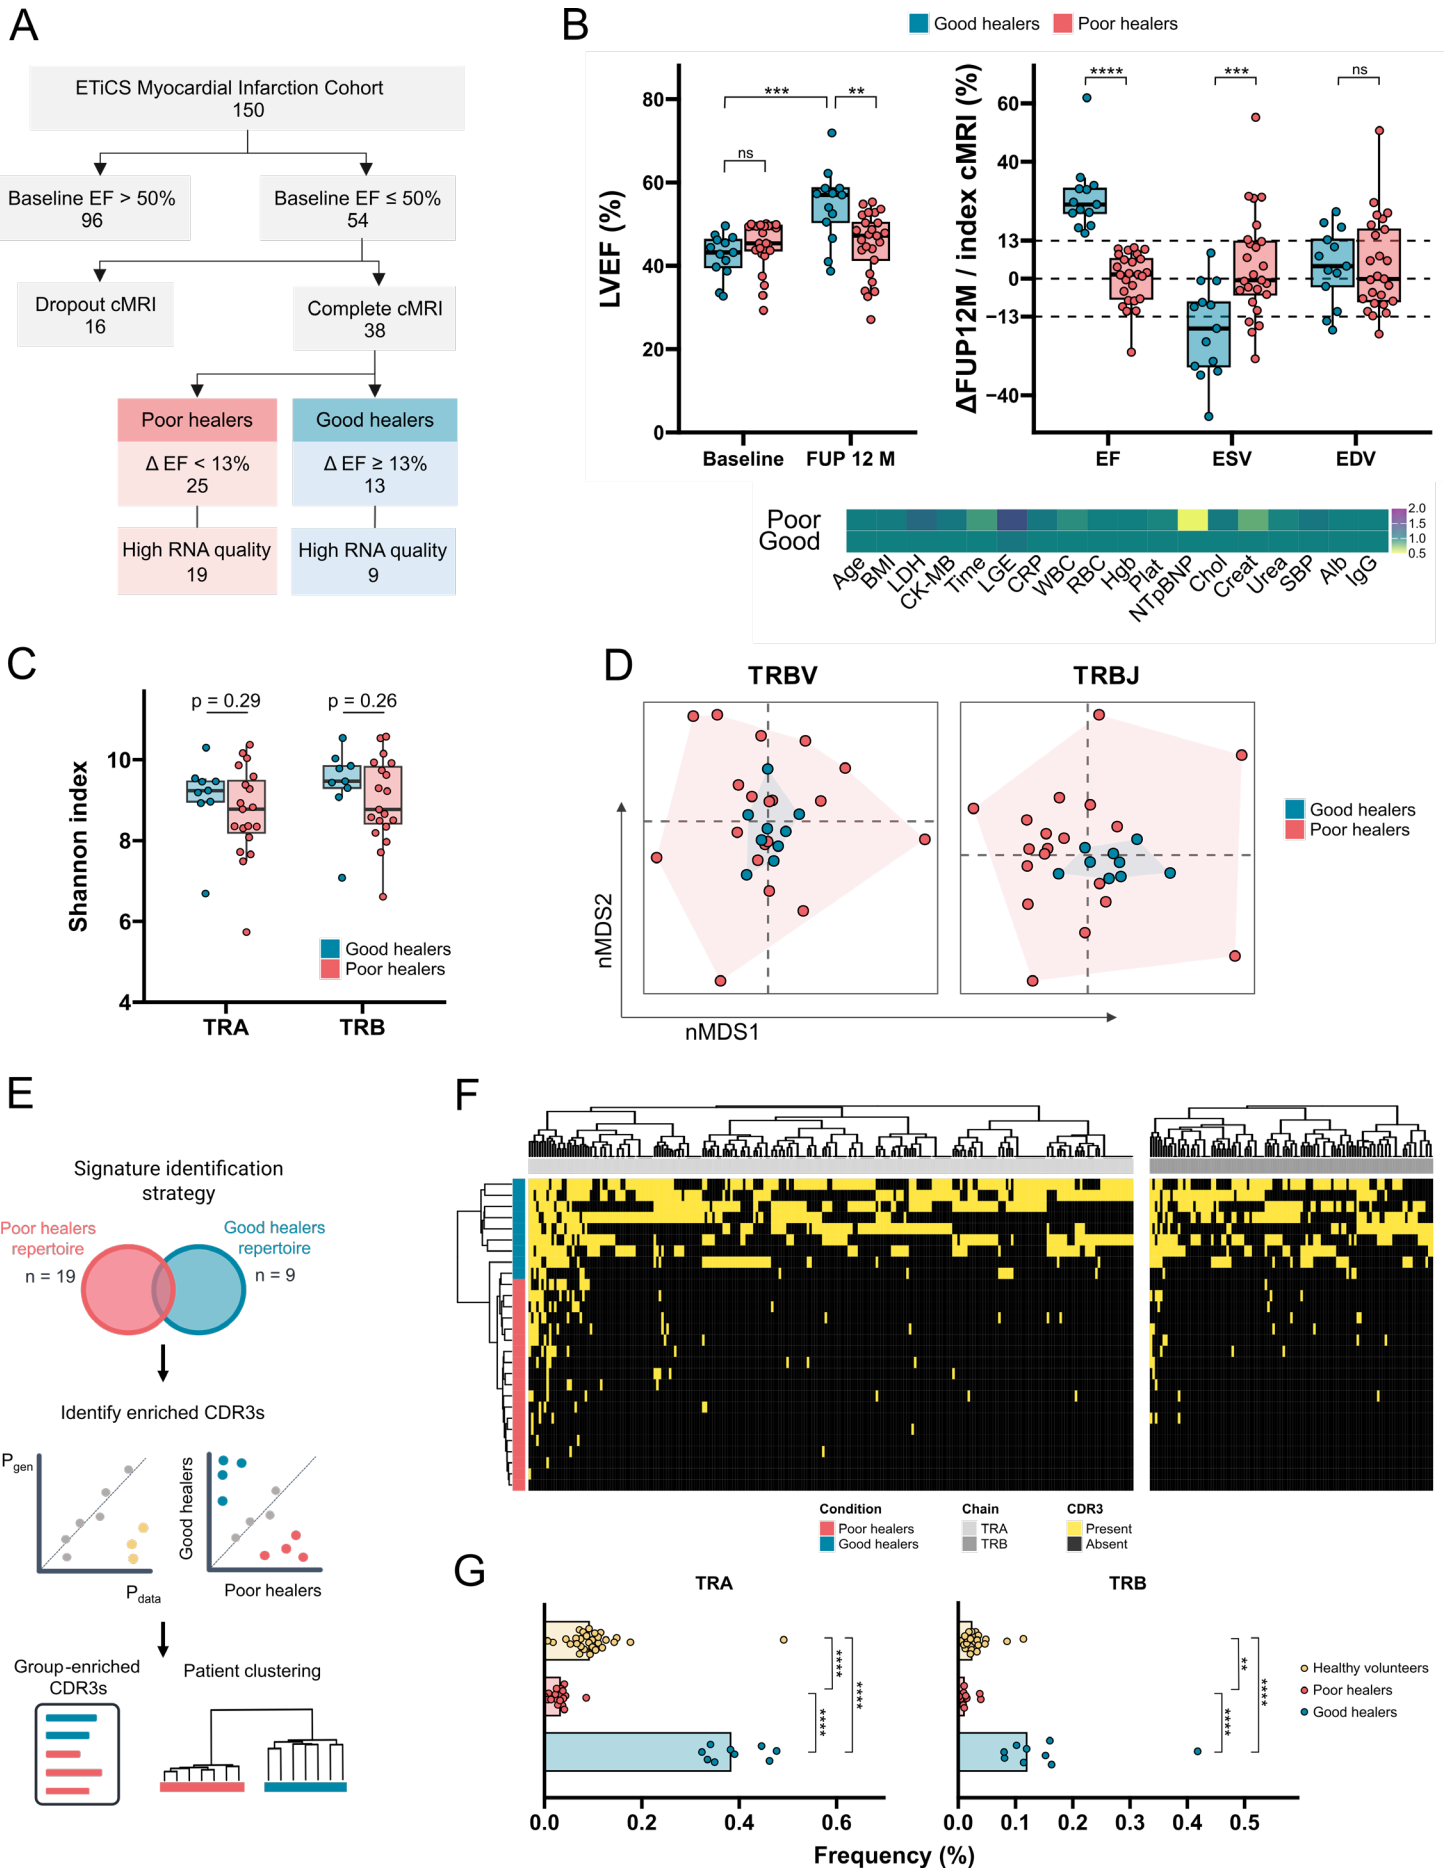 A
ETiCS Myocardial Infarction Cohort
150
Baseline EF > 50%
96
Baseline EF ≤ 50%
54
Dropout cMRI
16
Complete cMRI
38
Poor healers
Δ EF < 13%
25
High RNA quality
19
Good healers
Δ EF ≥ 13%
13
High RNA quality
9
B
Good healers
Poor healers
LVEF (%)
80
60
40
20
0
ns
***
**
Baseline
FUP 12 M
ΔFUP12M / index cMRI (%)
60
40
13
0
−13
−40
****
***
ns
EF
ESV
EDV
Poor
Good
Age
BMI
LDH
CK-MB
Time
LGE
CRP
WBC
RBC
Hgb
Plat
NTpBNP
Chol
Creat
Urea
SBP
Alb
IgG
2.0
1.5
1.0
0.5
C
Shannon index
10
8
6
4
p = 0.29
p = 0.26
Good healers
Poor healers
TRA
TRB
D
TRBV
TRBJ
nMDS2
nMDS1
Good healers
Poor healers
E
Signature identification
strategy
Poor healers
repertoire
n = 19
Good healers
repertoire
n = 9
Identify enriched CDR3s
Pgen
Pdata
Good healers
Poor healers
Group-enriched
CDR3s
Patient clustering
F
Condition
Poor healers
Good healers
Chain
TRA
TRB
CDR3
Present
Absent
G
TRA
****
****
****
0.0
0.2
0.4
0.6
TRB
**
****
****
0.0
0.1
0.2
0.3
0.4
0.5
Frequency (%)
Healthy volunteers
Poor healers
Good healers